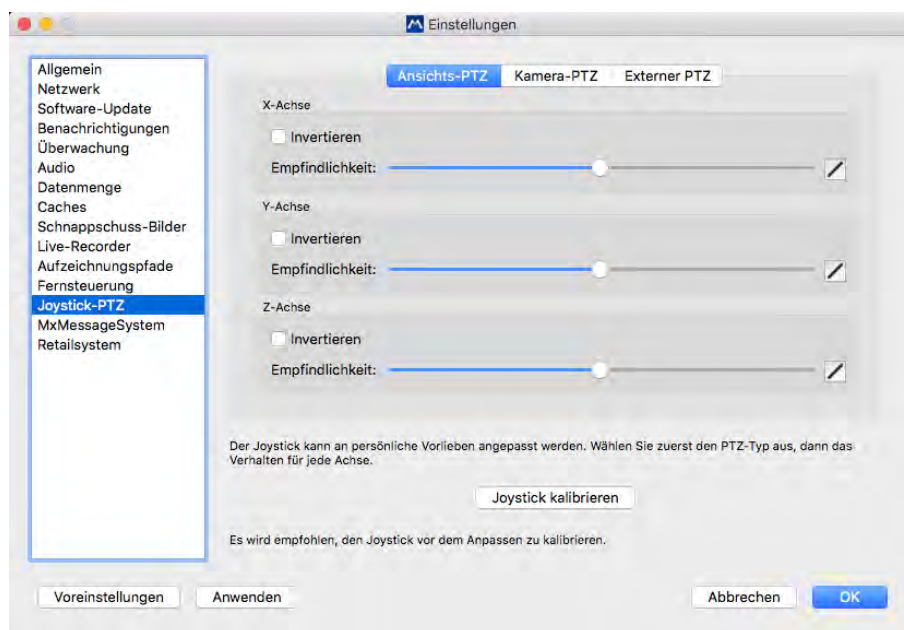 Einstellungen
Allgemein
Netzwerk
Software-Update
Benachrichtigungen
Überwachung
Audio
Datenmenge
Caches
Schnappschuss-Bilder
Live-Recorder
Aufzeichnungspfade
Fernsteuerung
Joystick-PTZ
MxMessageSystem
Retailsystem
Ansichts-PTZ Kamera-PTZ Externer PTZ
X-Achse
Invertieren
Empfindlichkeit:
Y-Achse
Invertieren
Empfindlichkeit:
Z-Achse
Invertieren
Empfindlichkeit:
Der Joystick kann an persönliche Vorlieben angepasst werden. Wählen Sie zuerst den PTZ-Typ aus, dann das
Verhalten für jede Achse.
Joystick kalibrieren
Es wird empfohlen, den Joystick vor dem Anpassen zu kalibrieren.
Voreinstellungen Anwenden Abbrechen OK